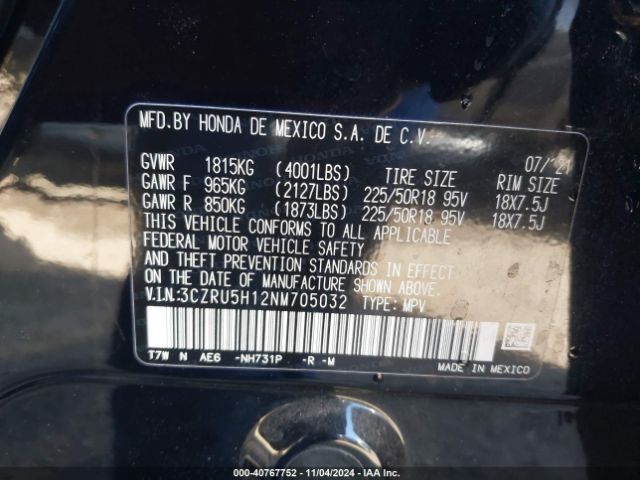 MFD.BY HONDA DE MEXICO S.A. DE C.V.
07/'21
GVWR 1815KG (4001LBS) TIRE SIZE RIM SIZE
GAWR F 965KG (2127LBS) 225/50R18 95V 18X7.5J
GAWR R 850KG (1873LBS) 225/50R18 95V 18X7.5J
THIS VEHICLE CONFORMS TO ALL APPLICABLE
FEDERAL MOTOR VEHICLE SAFETY
AND THEFT PREVENTION STANDARDS IN EFFECT
ON THE DATE OF MANUFACTURE SHOWN ABOVE.
V.I.N.:3CZRU5H12NM705032 TYPE: MPV
T7W N AE6 -NH731P -R -M
MADE IN MEXICO
000-40767752 - 11/04/2024 - IAA Inc.